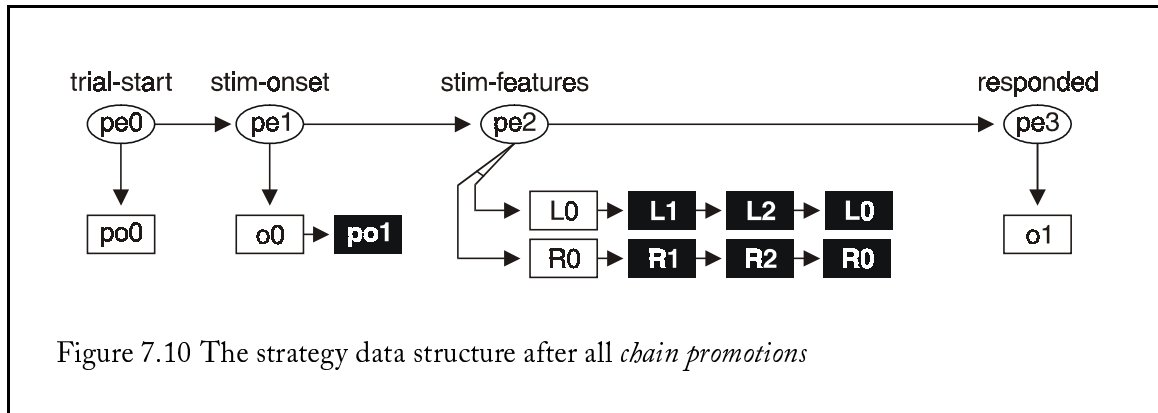 trial-start stim-onset stim-features responded
pe0 pe1 pe2 pe3
L0 L1 L2 L0
po0 o0 po1 o1
R0 R1 R2 R0
Figure 7.10 The strategy data structure after all chain promotions